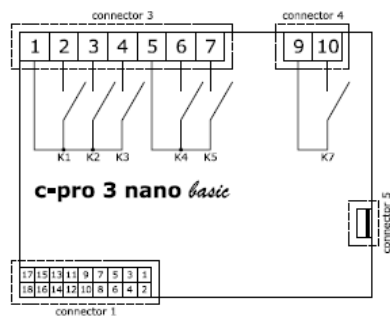 connector 3
connector 4
1 2 3 4 5 6 7
9 10
K1 K2 K3 K4 K5 K7
c-pro 3 nano basic
connector 5
17 15 13 11 9 7 5 3 1
18 16 14 12 10 8 6 4 2
connector 1